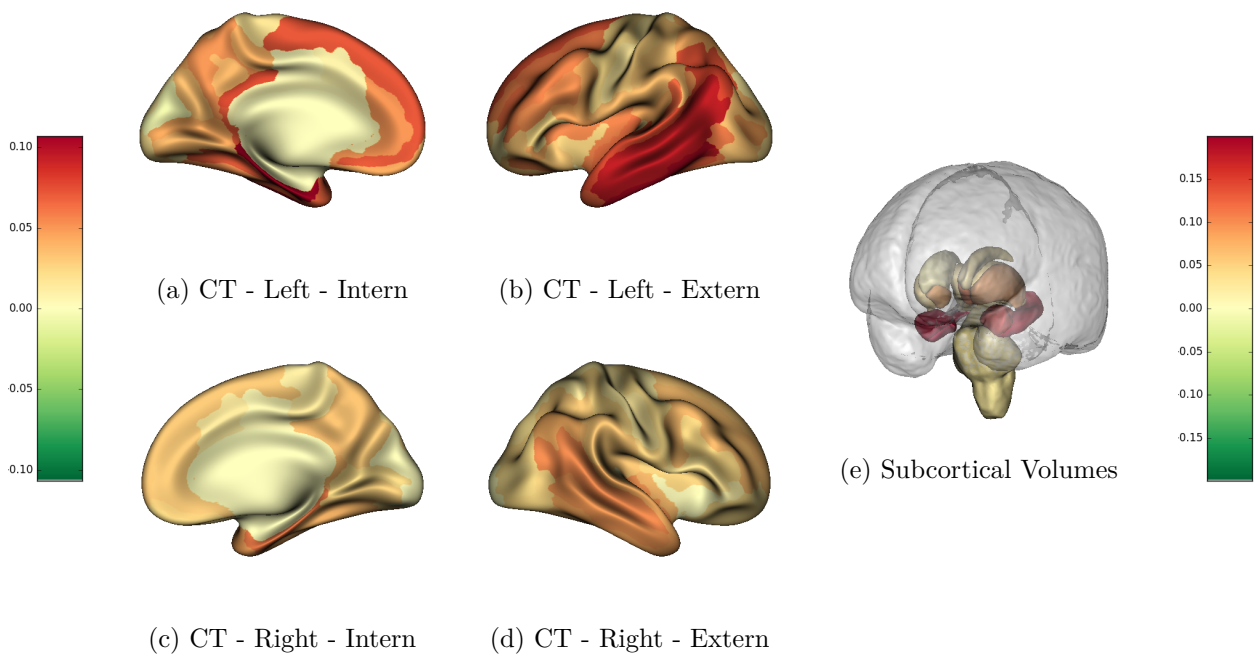 0.10
0.05
0.00
0.05
0.10
(a) CT - Left - Intern
(b) CT - Left - Extern
(c) CT - Right - Intern
(d) CT - Right - Extern
(e) Subcortical Volumes
0.15
0.10
0.05
0.00
-0.05
-0.10
-0.15